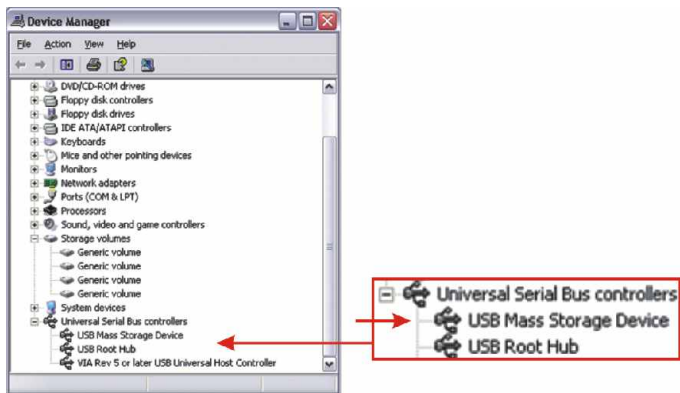 Device Manager
File Action View Help
DVD/CD-ROM drives
Floppy disk controllers
Floppy disk drives
IDE ATA/ATAPI controllers
Keyboards
Mice and other pointing devices
Monitors
Network adapters
Ports (COM & LPT)
Processors
Sound, video and game controllers
Storage volumes
Generic volume
Generic volume
Generic volume
Generic volume
System devices
Universal Serial Bus controllers
USB Mass Storage Device
USB Root Hub
VIA Rev 5 or later USB Universal Host Controller
Universal Serial Bus controllers
USB Mass Storage Device
USB Root Hub